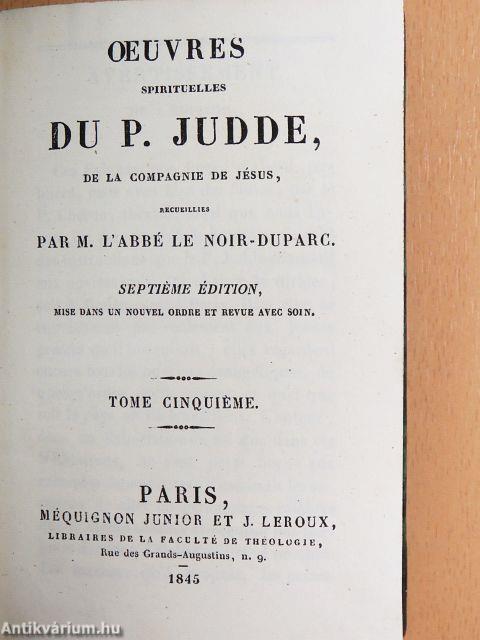 OEUVRES
SPIRITUELLES
DU P. JUDDE,
DE LA COMPAGNIE DE JÉSUS,
RECUEILLIES
PAR M. L'ABBÉ LE NOIR-DUPARC.
SEPTIÈME ÉDITION,
MISE DANS UN NOUVEL ORDRE ET REVUE AVEC SOIN.
TOME CINQUIÈME.
PARIS,
MÉQUIGNON JUNIOR ET J. LEROUX,
LIBRAIRES DE LA FACULTÉ DE THÉOLOGIE,
Rue des Grands-Augustins, n. 9.
1845
Antikvárium.hu